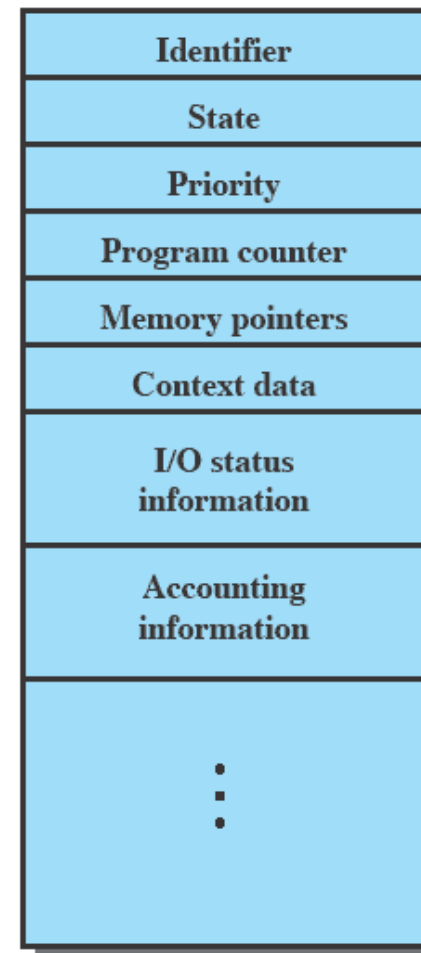 Identifier
State
Priority
Program counter
Memory pointers
Context data
I/O status
information
Accounting
information